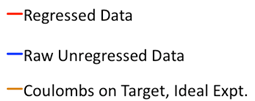 Regressed Data
Raw Unregressed Data
Coulombs on Target, Ideal Expt.